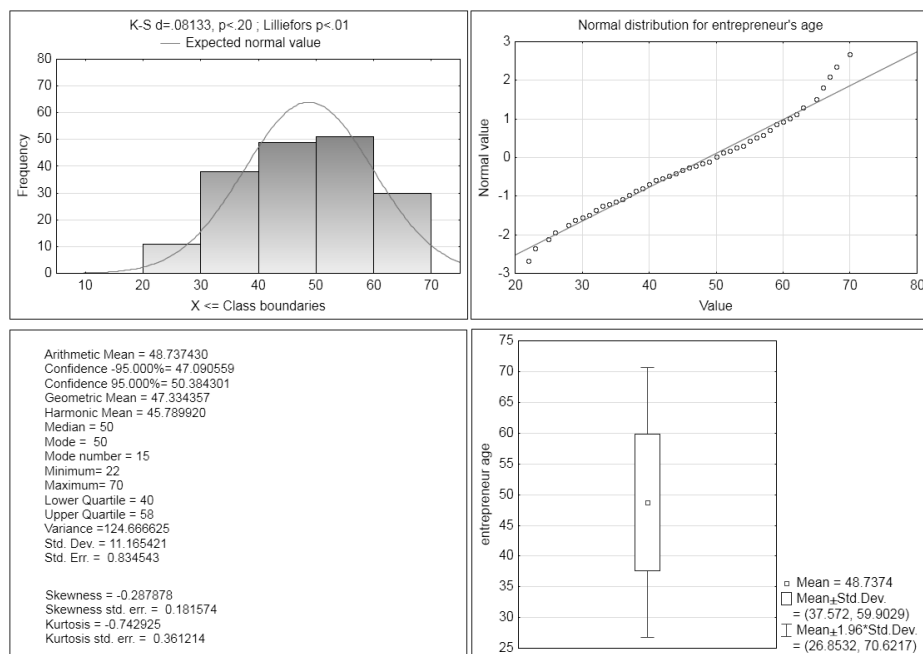 K-S d=.08133, p<.20 ; Lilliefors p<.01
Expected normal value
80
70
60
50
40
30
20
10
0
Frequency
10 20 30 40 50 60 70
X <= Class boundaries
Normal distribution for entrepreneur's age
3
2
1
0
-1
-2
-3
Normal value
20 30 40 50 60 70 80
Value
Arithmetic Mean = 48.737430
Confidence -95.000%= 47.090559
Confidence 95.000%= 50.384301
Geometric Mean = 47.334357
Harmonic Mean = 45.789920
Median = 50
Mode = 50
Mode number = 15
Minimum= 22
Maximum= 70
Lower Quartile = 40
Upper Quartile = 58
Variance =124.666625
Std. Dev. = 11.165421
Std. Err. = 0.834543
Skewness = -0.287878
Skewness std. err. = 0.181574
Kurtosis = -0.742925
Kurtosis std. err. = 0.361214
75
70
65
60
55
50
45
40
35
30
25
entrepreneur age
Mean = 48.7374
Mean±Std.Dev.
= (37.572, 59.9029)
Mean±1.96*Std.Dev.
= (26.8532, 70.6217)